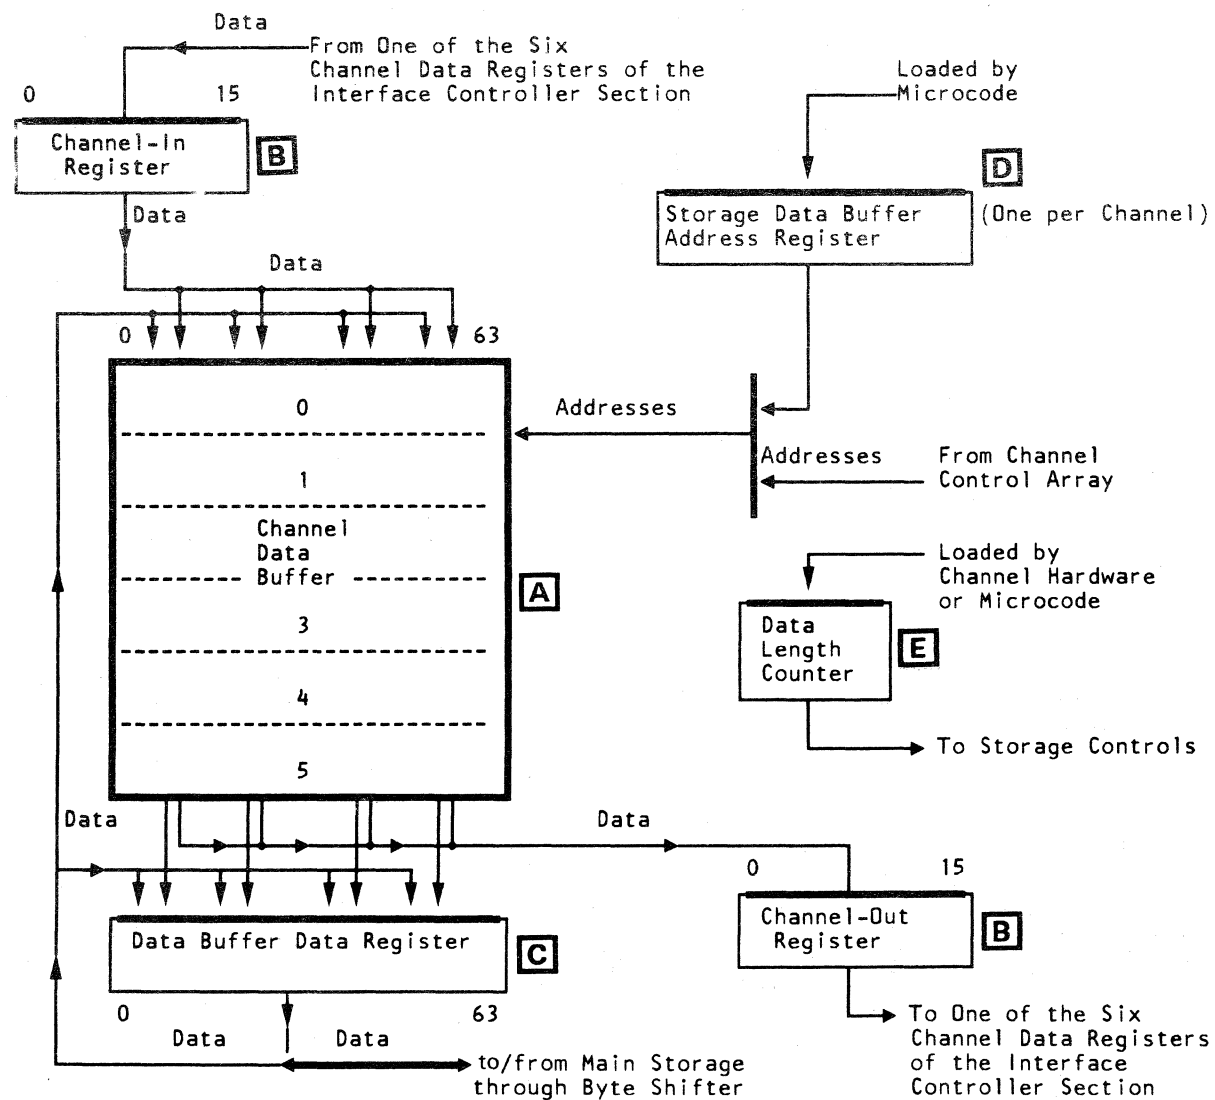 Data
From One of the Six
Channel Data Registers of the
Interface Controller Section
0 15
Channel-In
Register
B
Data
Loaded by
Microcode
D
Storage Data Buffer
Address Register
(One per Channel)
Data
0 63
0
1
Channel
Data
Buffer
3
4
5
A
Addresses
Addresses
From Channel
Control Array
Loaded by
Channel Hardware
or Microcode
Data
Length
Counter
E
To Storage Controls
Data
Data
0 15
Channel-Out
Register
B
Data Buffer Data Register
C
0 63
Data
Data
to/from Main Storage
through Byte Shifter
To One of the Six
Channel Data Registers
of the Interface
Controller Section